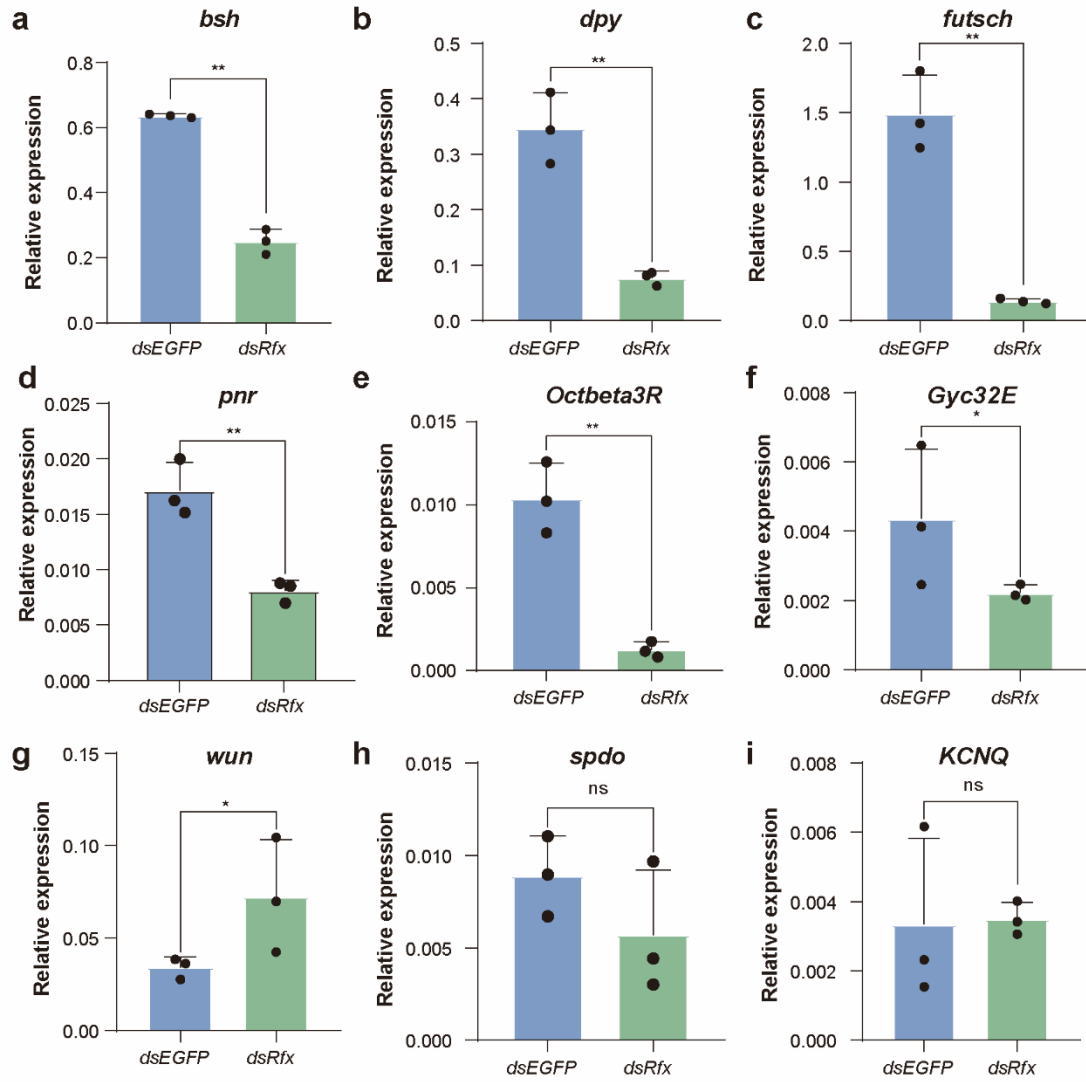 a
bsh
Relative expression
0.8
0.6
0.4
0.2
0.0
**
dsEGFP dsRfx
b
dpy
Relative expression
0.5
0.4
0.3
0.2
0.1
0.0
**
dsEGFP dsRfx
c
futsch
Relative expression
2.0
1.5
1.0
1.5
0.0
**
dsEGFP dsRfx
d
pnr
Relative expression
0.025
0.020
0.015
0.010
0.005
0.000
**
dsEGFP dsRfx
e
Octbeta3R
Relative expression
0.015
0.010
0.005
0.000
**
dsEGFP dsRfx
f
Gyc32E
Relative expression
0.008
0.006
0.004
0.002
0.000
*
dsEGFP dsRfx
g
wun
Relative expression
0.15
0.10
0.05
0.00
*
dsEGFP dsRfx
h
spdo
Relative expression
0.015
0.010
0.005
0.000
ns
dsEGFP dsRfx
i
KCNQ
Relative expression
0.008
0.006
0.004
0.002
0.000
ns
dsEGFP dsRfx